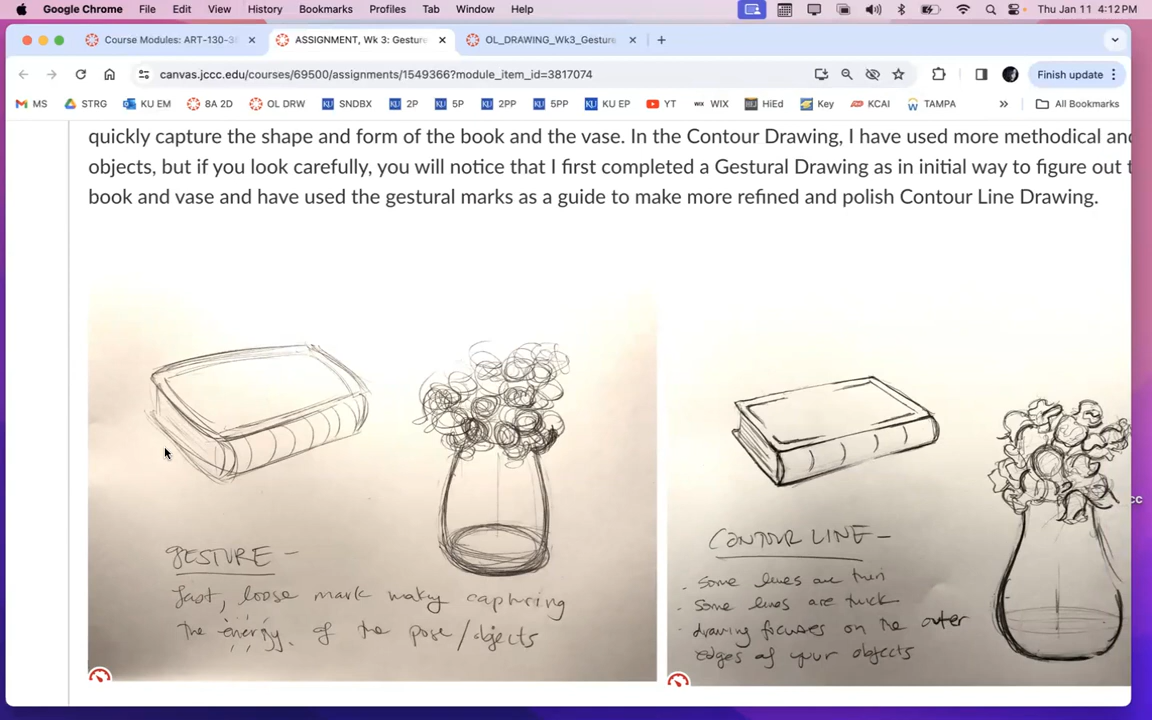 Google Chrome File Edit View History Bookmarks Profiles Tab Window Help Thu Jan 11 4:12 PM
Course Modules: ART-130-3 ASSIGNMENT, Wk 3: Gesture OL_DRAWING_Wk3_Gesture
canvas.jccc.edu/courses/69500/assignments/1549366?module_item_id=3817074 Finish update
MS STRG KU EM 8A 2D OL DRW SNDBX 2P 5P 2PP 5PP KU EP YT WIX WIX HiEd Key KCAI TAMPA » All Bookmarks
quickly capture the shape and form of the book and the vase. In the Contour Drawing, I have used more methodical and
objects, but if you look carefully, you will notice that I first completed a Gestural Drawing as in initial way to figure out t
book and vase and have used the gestural marks as a guide to make more refined and polish Contour Line Drawing.
GESTURE -
fast, loose mark making capturing
the energy of the pose/objects
CONTOUR LINE -
- Some lines are thin
- Some lines are thick
- drawing focuses on the outer
edges of your objects
cc